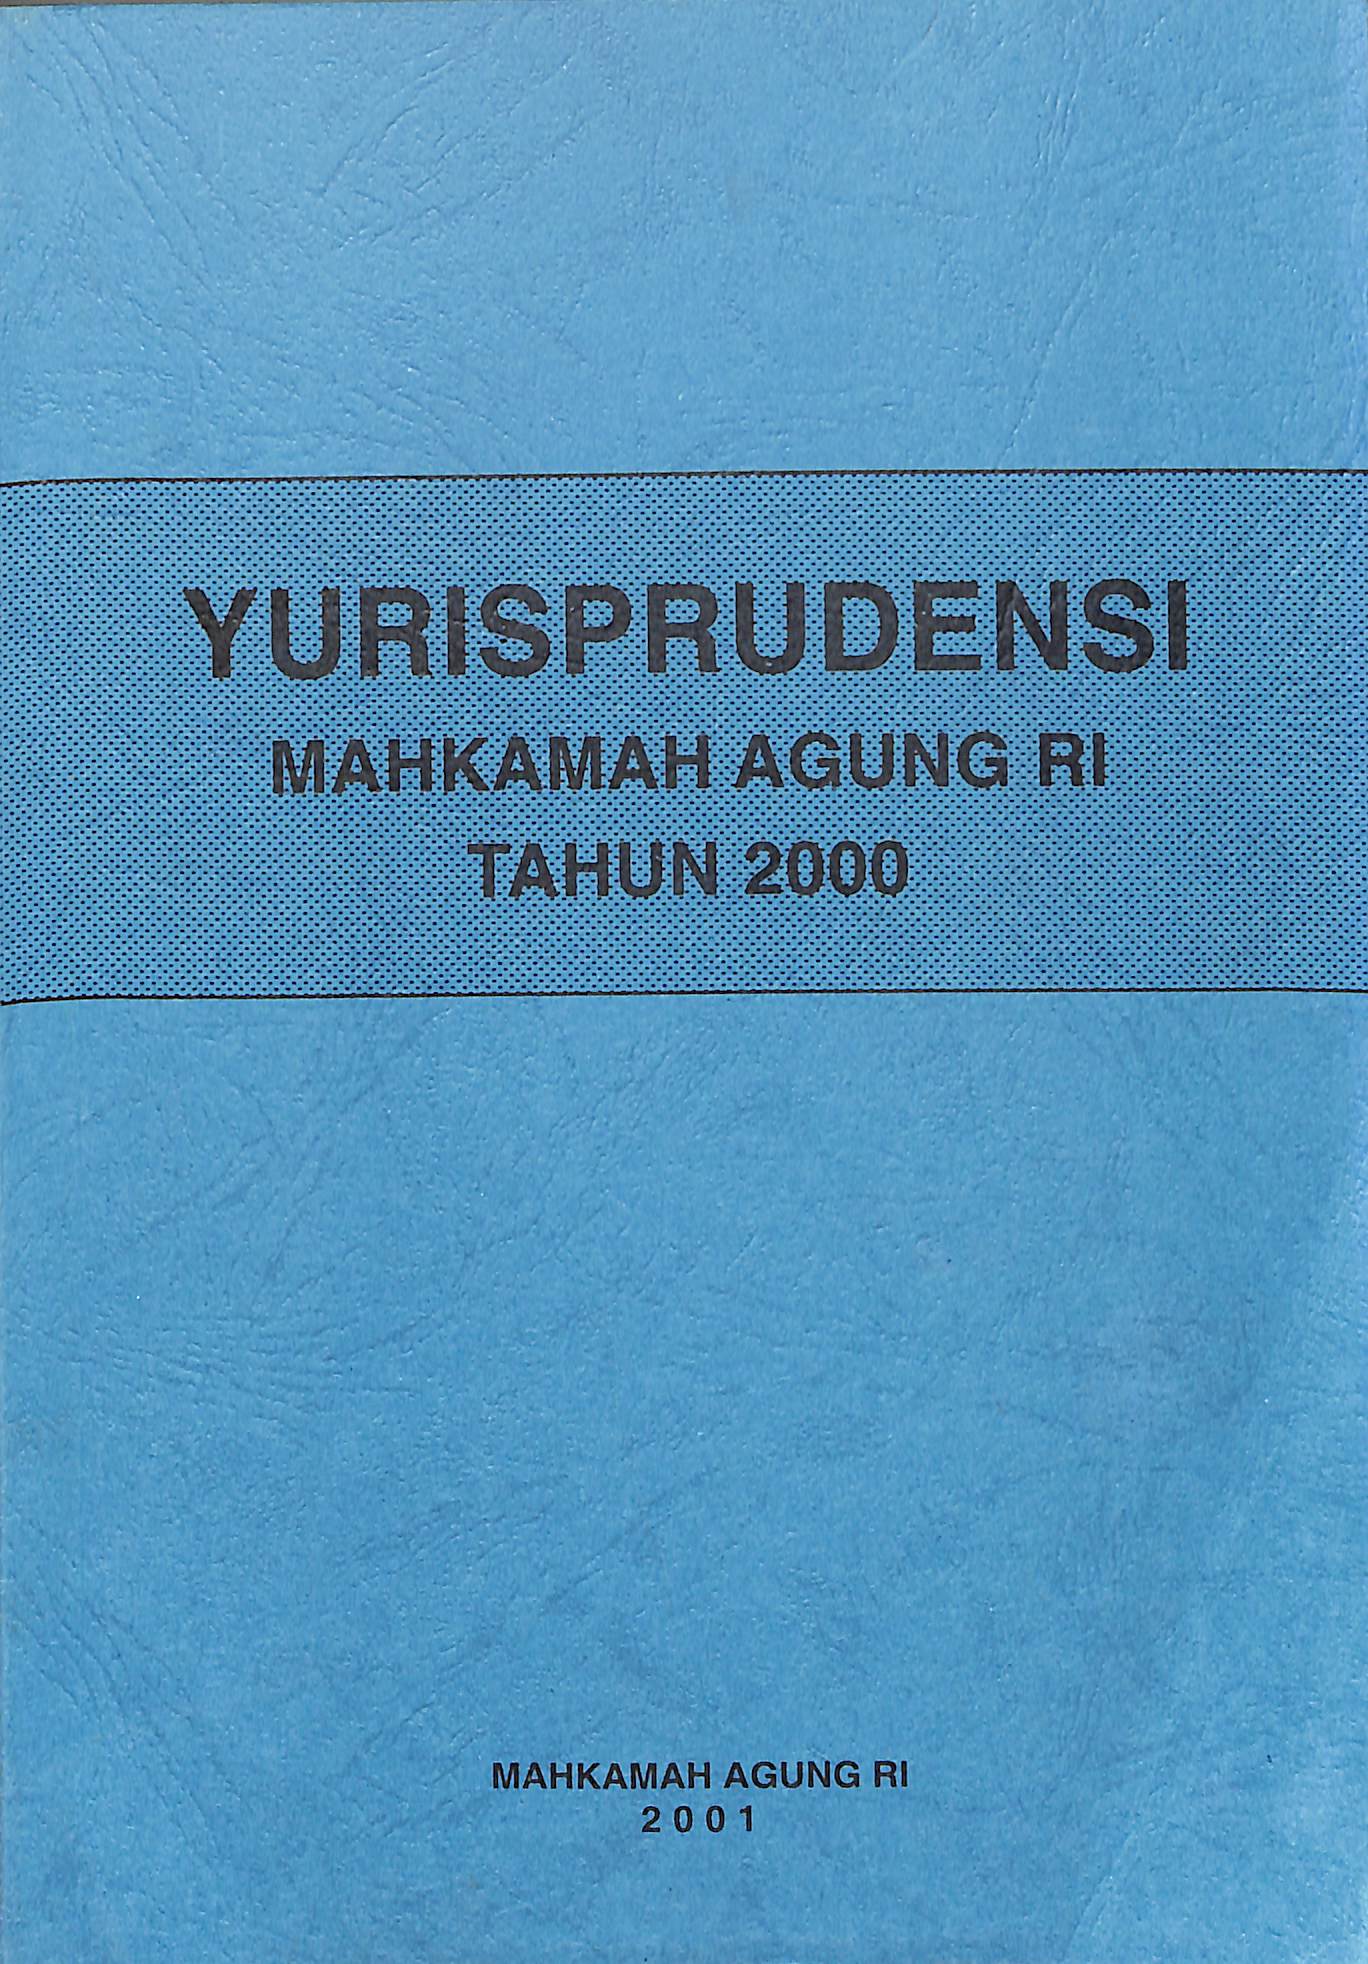 YURISPRUDENSI
MAHKAMAH AGUNG RI
TAHUN 2000
MAHKAMAH AGUNG RI
2001